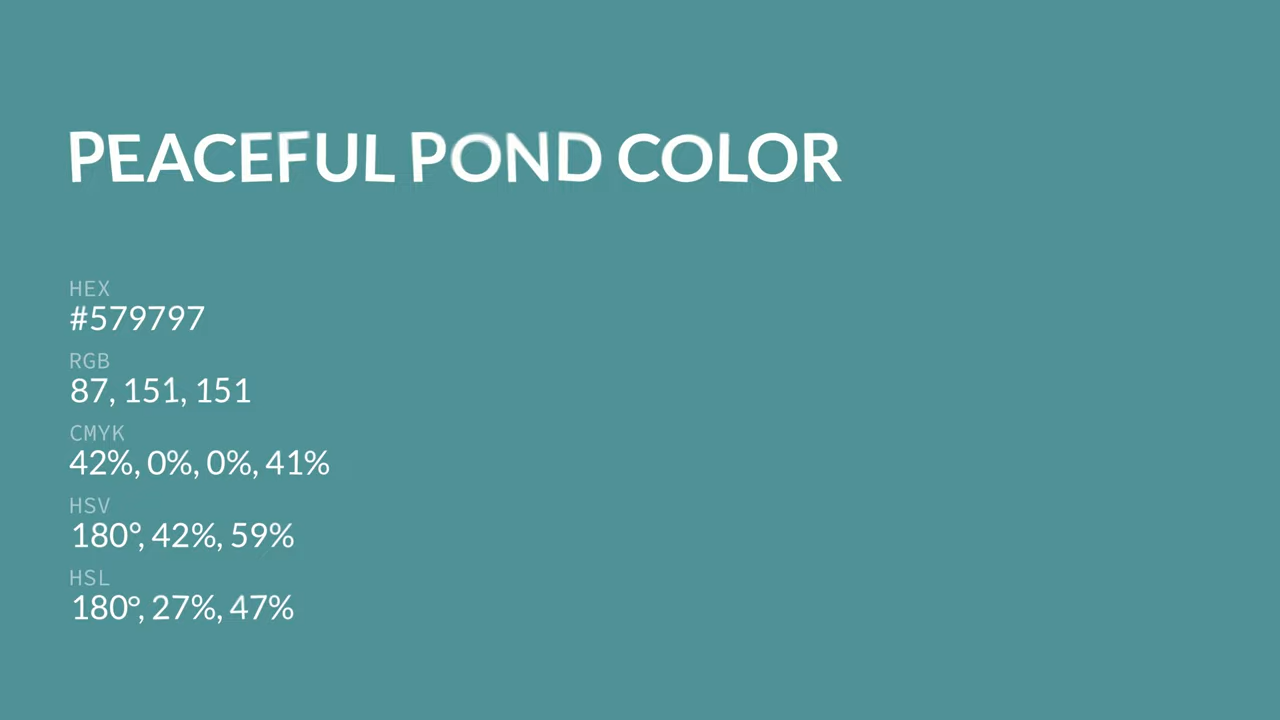 PEACEFUL POND COLOR
HEX
#579797
RGB
87, 151, 151
CMYK
42%, 0%, 0%, 41%
HSV
180°, 42%, 59%
HSL
180°, 27%, 47%